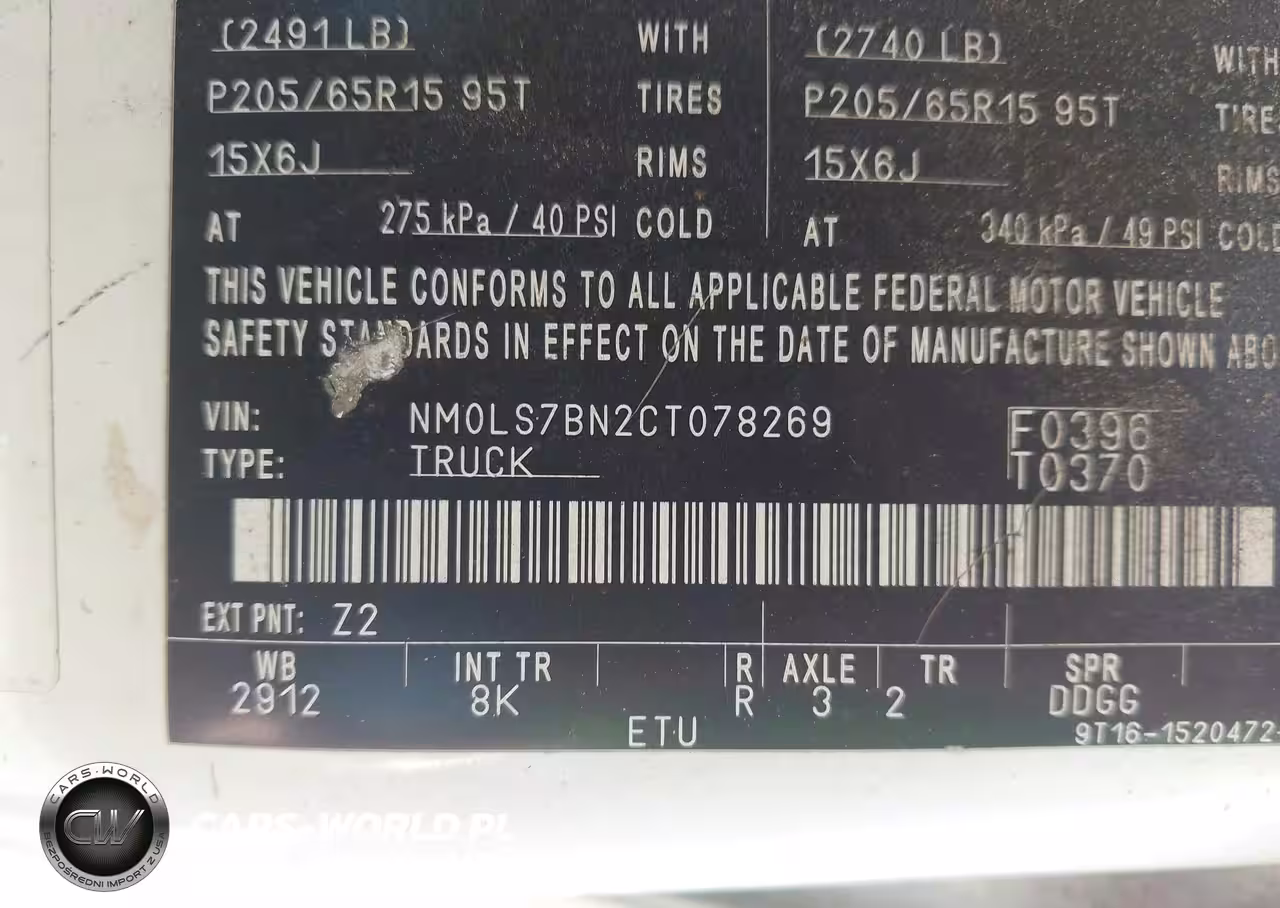 (2491 LB) WITH (2740 LB) WITH
P205/65R15 95T TIRES P205/65R15 95T TIRE
15X6J RIMS 15X6J RIMS
AT 275 kPa / 40 PSI COLD AT 340 kPa / 49 PSI COLD
THIS VEHICLE CONFORMS TO ALL APPLICABLE FEDERAL MOTOR VEHICLE
SAFETY STANDARDS IN EFFECT ON THE DATE OF MANUFACTURE SHOWN ABO
VIN: NM0LS7BN2CT078269 F0396
TYPE: TRUCK T0370
EXT PNT: Z2
WB INT TR R AXLE TR SPR
2912 8K R 3 2 DDGG
ETU 9T16-1520472-
CARS-WORLD
CW
BEZPOŚREDNI IMPORT Z USA
CARS-WORLD.PL